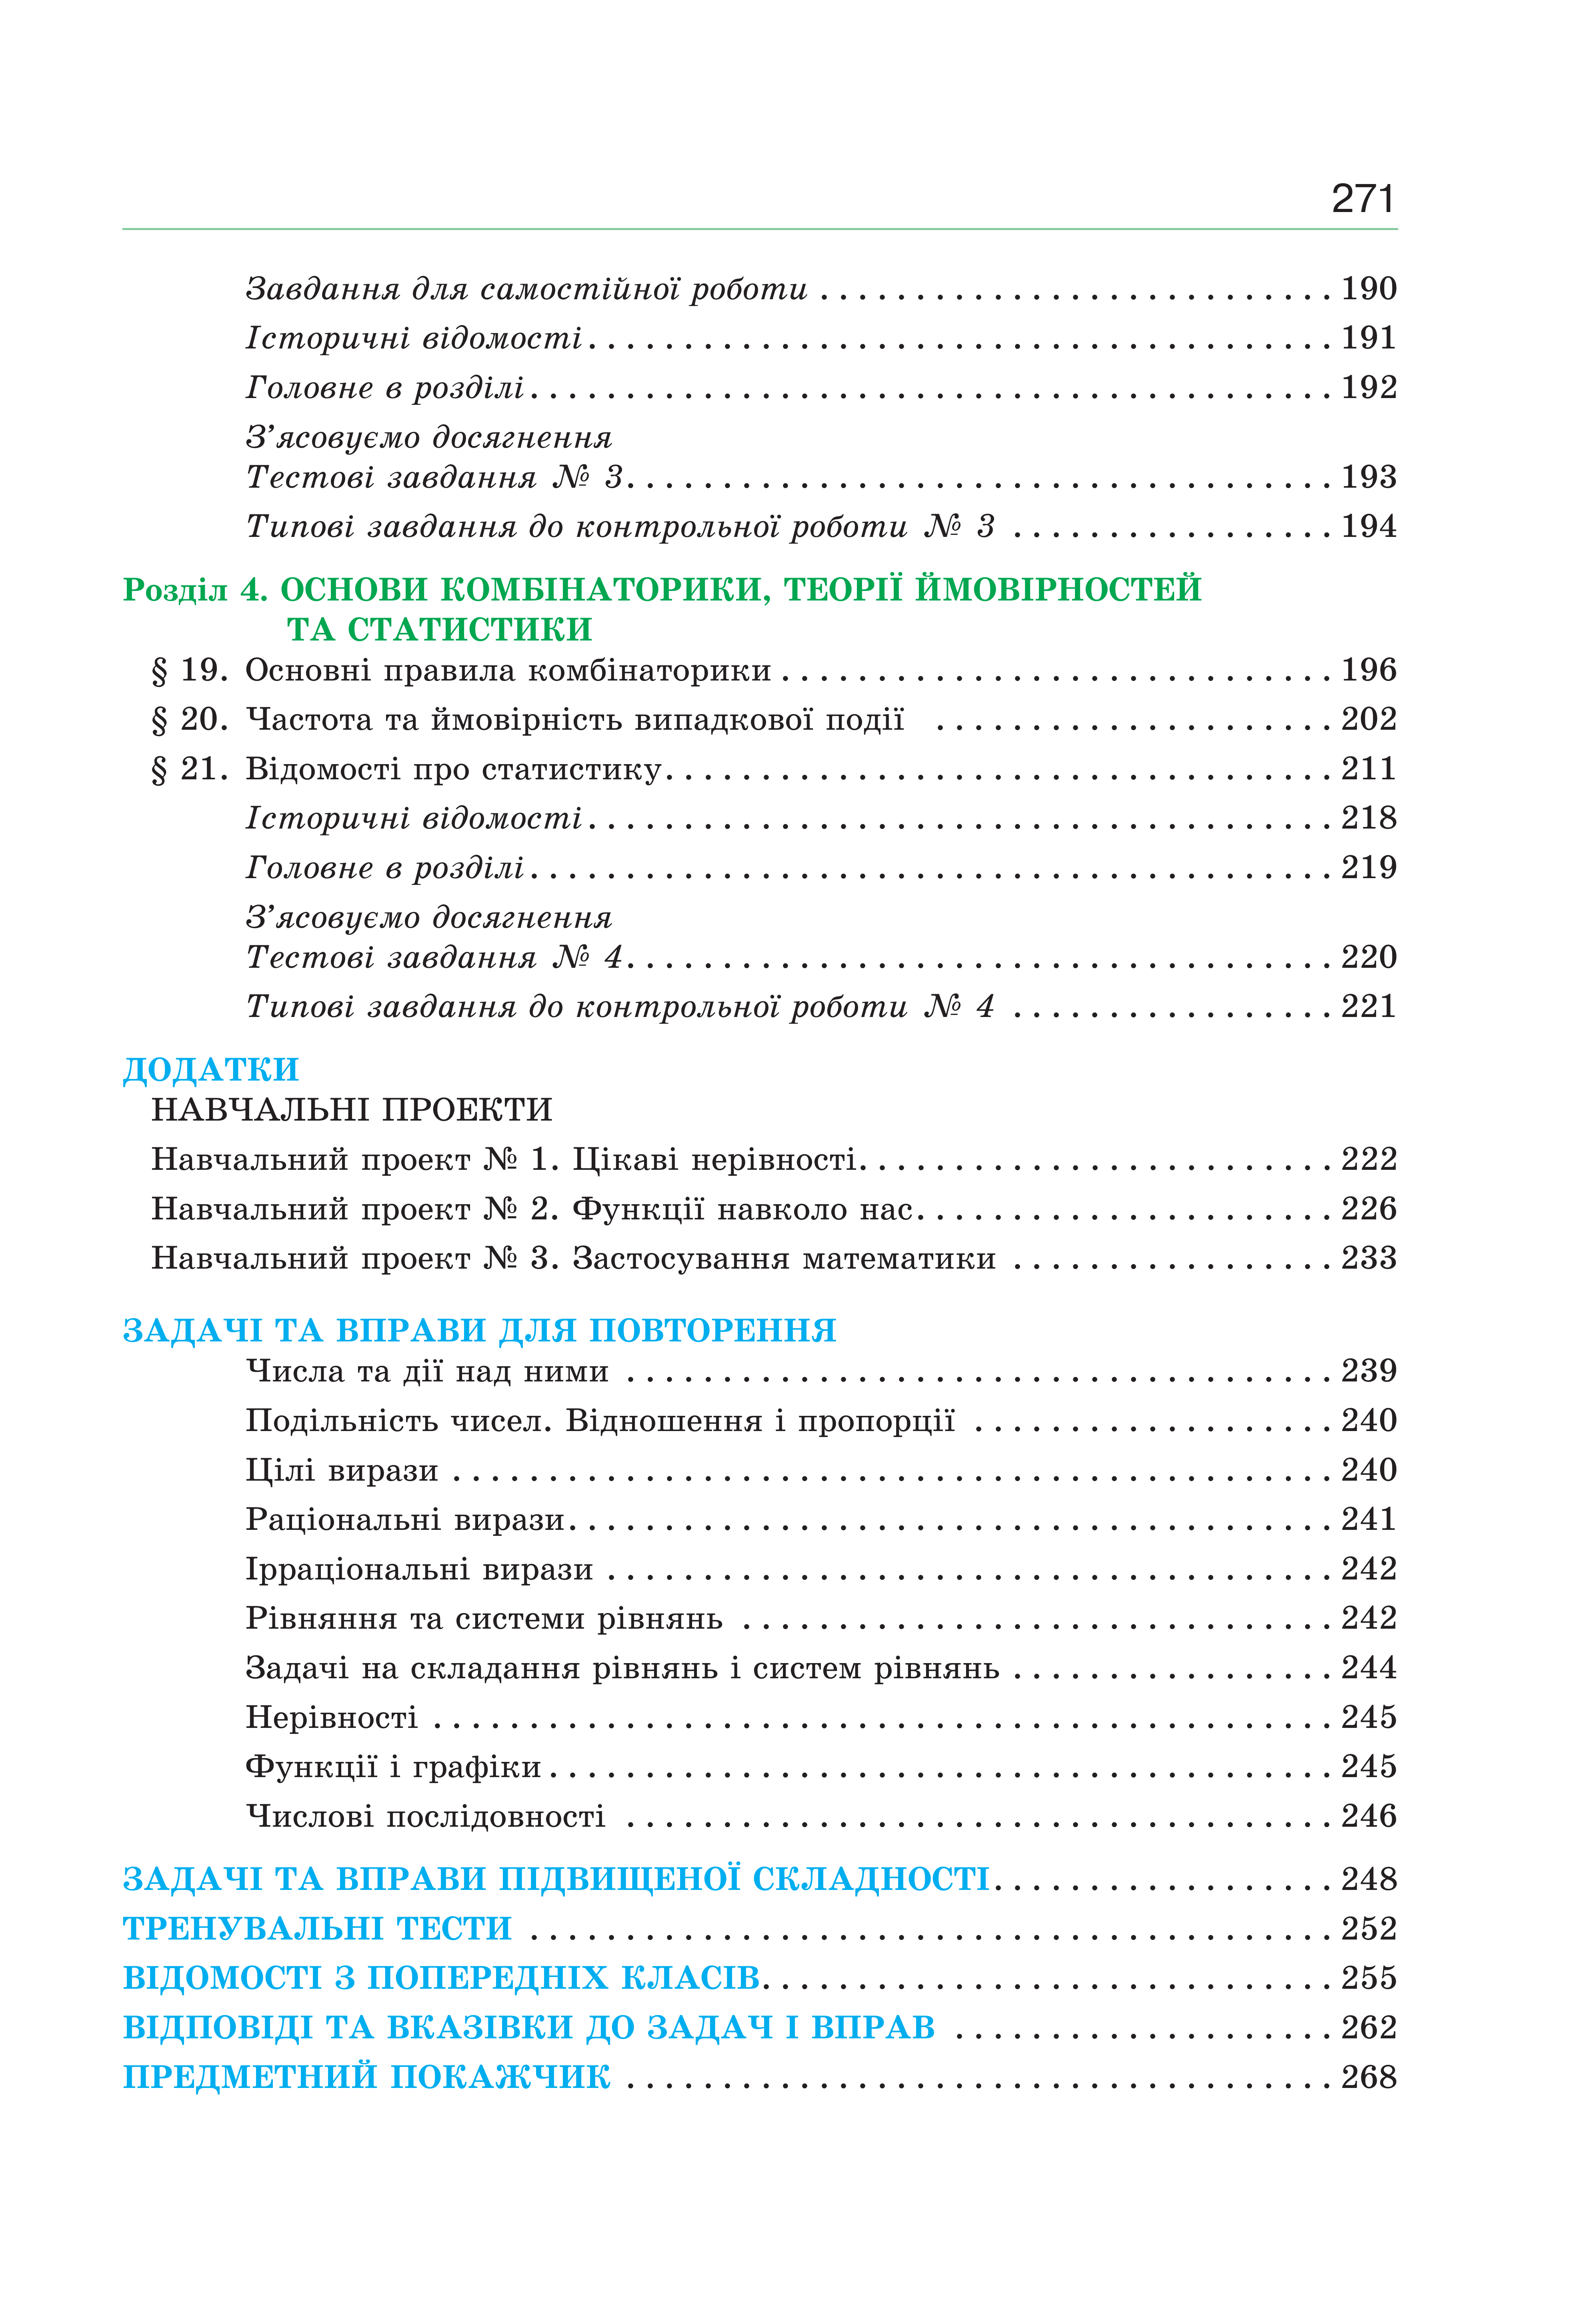 271
Завдання для самостійної роботи . . . . . . . . . . . . . . . . . . . . . . . . . . . 190
Історичні відомості . . . . . . . . . . . . . . . . . . . . . . . . . . . . . . . . . . . . . . . 191
Головне в розділі . . . . . . . . . . . . . . . . . . . . . . . . . . . . . . . . . . . . . . . . . . 192
З’ясовуємо досягнення
Тестові завдання № 3. . . . . . . . . . . . . . . . . . . . . . . . . . . . . . . . . . . . . 193
Типові завдання до контрольної роботи № 3 . . . . . . . . . . . . . . . . . 194
Розділ 4. ОСНОВИ КОМБІНАТОРИКИ, ТЕОРІЇ ЙМОВІРНОСТЕЙ
ТА СТАТИСТИКИ
§ 19. Основні правила комбінаторики . . . . . . . . . . . . . . . . . . . . . . . . . . . . . 196
§ 20. Частота та ймовірність випадкової події . . . . . . . . . . . . . . . . . . . . . 202
§ 21. Відомості про статистику. . . . . . . . . . . . . . . . . . . . . . . . . . . . . . . . . . . 211
Історичні відомості . . . . . . . . . . . . . . . . . . . . . . . . . . . . . . . . . . . . . . . 218
Головне в розділі . . . . . . . . . . . . . . . . . . . . . . . . . . . . . . . . . . . . . . . . . . 219
З’ясовуємо досягнення
Тестові завдання № 4. . . . . . . . . . . . . . . . . . . . . . . . . . . . . . . . . . . . . 220
Типові завдання до контрольної роботи № 4 . . . . . . . . . . . . . . . . . 221
ДОДАТКИ
НАВЧАЛЬНІ ПРОЕКТИ
Навчальний проект № 1. Цікаві нерівності. . . . . . . . . . . . . . . . . . . . . . . . . 222
Навчальний проект № 2. Функції навколо нас. . . . . . . . . . . . . . . . . . . . . . 226
Навчальний проект № 3. Застосування математики . . . . . . . . . . . . . . . . . 233
ЗАДАЧІ ТА ВПРАВИ ДЛЯ ПОВТОРЕННЯ
Числа та дії над ними . . . . . . . . . . . . . . . . . . . . . . . . . . . . . . . . . . . . . 239
Подільність чисел. Відношення і пропорції . . . . . . . . . . . . . . . . . . . 240
Цілі вирази . . . . . . . . . . . . . . . . . . . . . . . . . . . . . . . . . . . . . . . . . . . . . . 240
Раціональні вирази. . . . . . . . . . . . . . . . . . . . . . . . . . . . . . . . . . . . . . . . 241
Ірраціональні вирази . . . . . . . . . . . . . . . . . . . . . . . . . . . . . . . . . . . . . . 242
Рівняння та системи рівнянь . . . . . . . . . . . . . . . . . . . . . . . . . . . . . . . 242
Задачі на складання рівнянь і систем рівнянь . . . . . . . . . . . . . . . . . 244
Нерівності . . . . . . . . . . . . . . . . . . . . . . . . . . . . . . . . . . . . . . . . . . . . . . . 245
Функції і графіки . . . . . . . . . . . . . . . . . . . . . . . . . . . . . . . . . . . . . . . . . 245
Числові послідовності . . . . . . . . . . . . . . . . . . . . . . . . . . . . . . . . . . . . . 246
ЗАДАЧІ ТА ВПРАВИ ПІДВИЩЕНОЇ СКЛАДНОСТІ. . . . . . . . . . . . . . . . . . 248
ТРЕНУВАЛЬНІ ТЕСТИ . . . . . . . . . . . . . . . . . . . . . . . . . . . . . . . . . . . . . . . . . . 252
ВІДОМОСТІ З ПОПЕРЕДНІХ КЛАСІВ. . . . . . . . . . . . . . . . . . . . . . . . . . . . . . 255
ВІДПОВІДІ ТА ВКАЗІВКИ ДО ЗАДАЧ І ВПРАВ . . . . . . . . . . . . . . . . . . . . 262
ПРЕДМЕТНИЙ ПОКАЖЧИК . . . . . . . . . . . . . . . . . . . . . . . . . . . . . . . . . . . . . 268